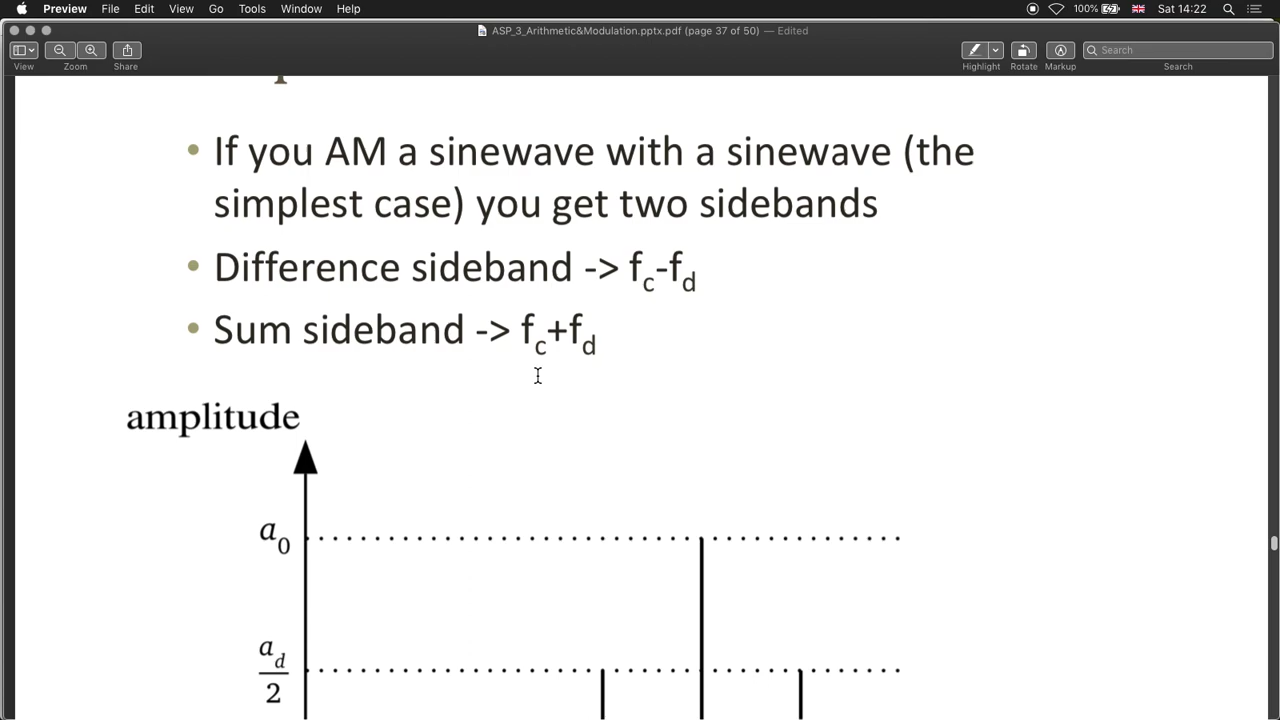 Preview File Edit View Go Tools Window Help 100% Sat 14:22
ASP_3_Arithmetic&Modulation.pptx.pdf (page 37 of 50) — Edited
Search
View Zoom Share Highlight Rotate Markup Search
• If you AM a sinewave with a sinewave (the
simplest case) you get two sidebands
• Difference sideband -> fc-fd
• Sum sideband -> fc+fd
amplitude
a0
ad
2